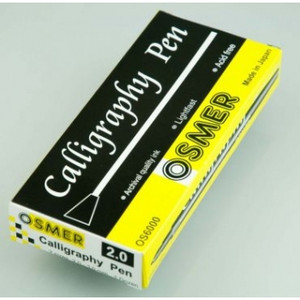 Calligraphy Pen
• Archival quality ink • Lightfast • Acid free
OSMER
OS6000
Made in Japan
OSMER 2.0
Calligraphy Pen